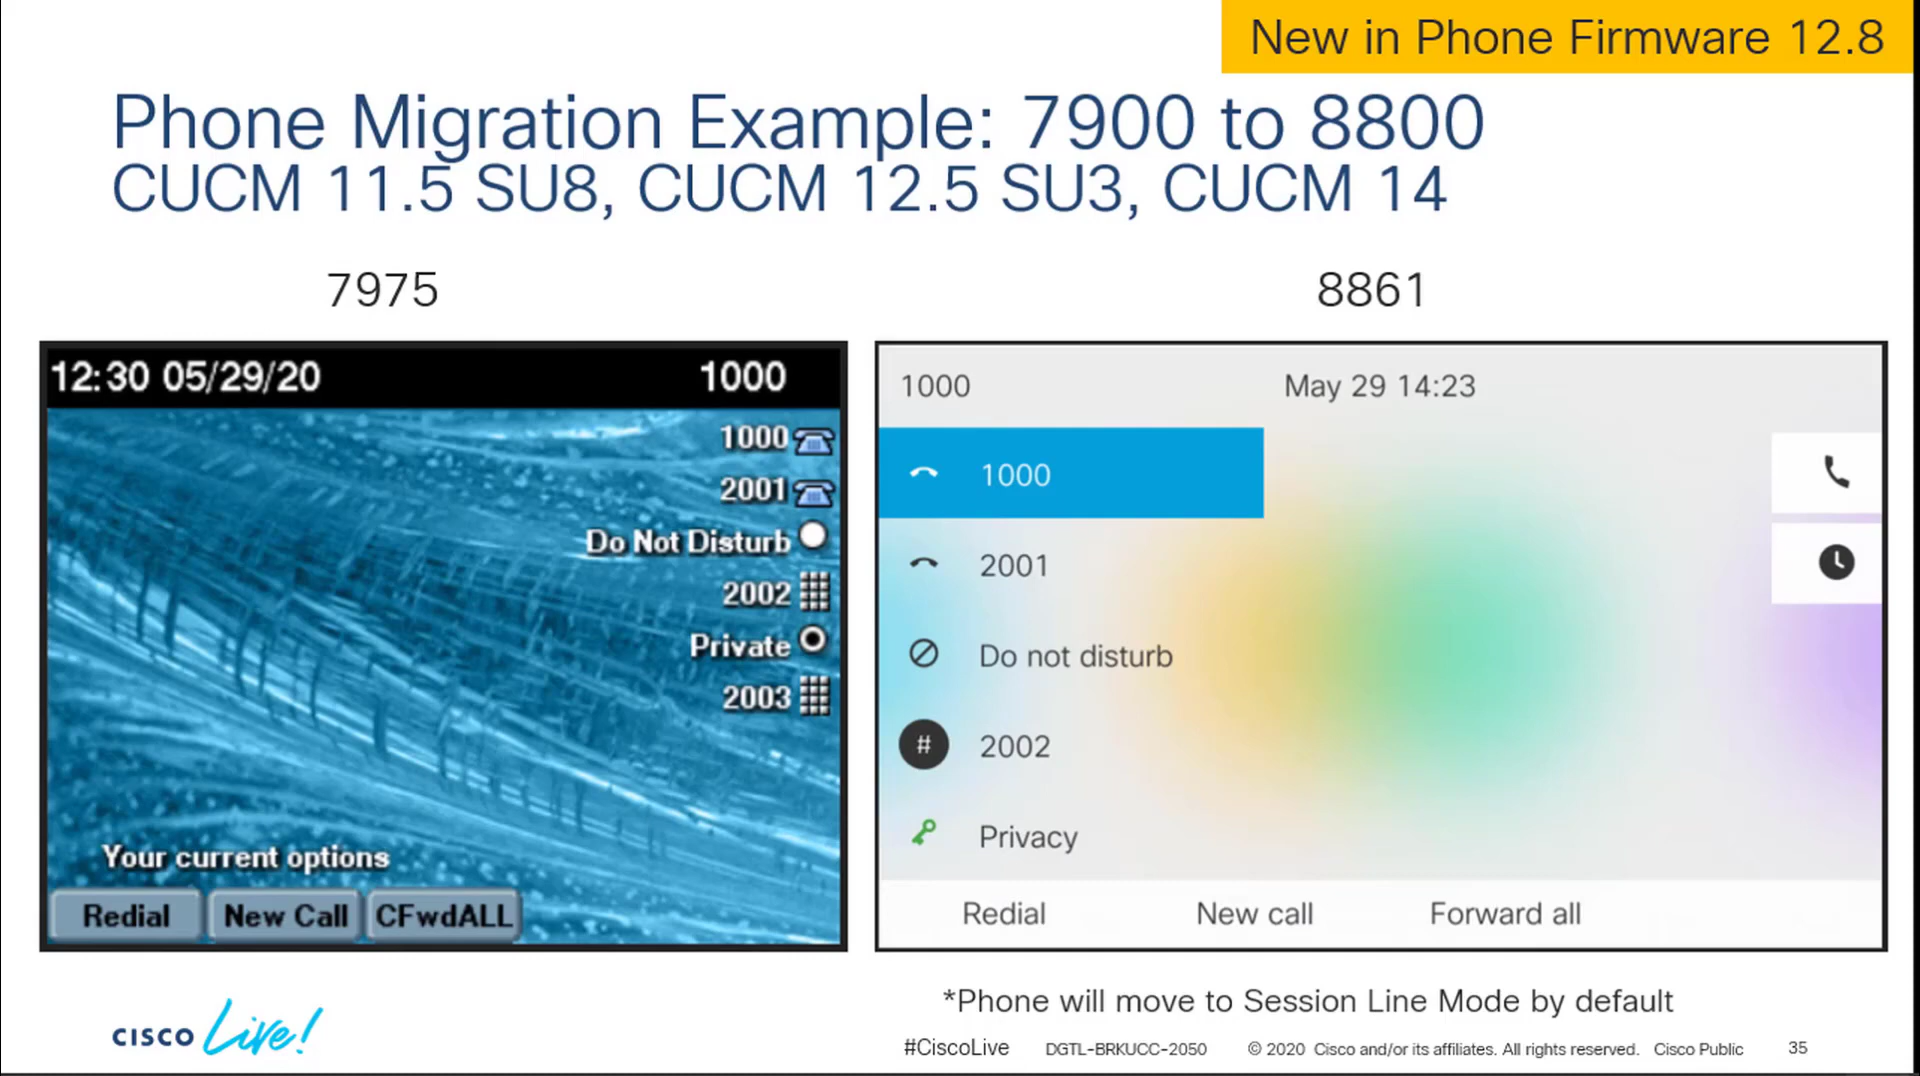 New in Phone Firmware 12.8
Phone Migration Example: 7900 to 8800
CUCM 11.5 SU8, CUCM 12.5 SU3, CUCM 14
7975
12:30 05/29/20 1000
1000
2001
Do Not Disturb
2002
Private
2003
Your current options
Redial New Call CFwdALL
8861
1000 May 29 14:23
1000
2001
Do not disturb
# 2002
Privacy
Redial New call Forward all
*Phone will move to Session Line Mode by default
CISCO Live!
#CiscoLive DGTL-BRKUCC-2050 © 2020 Cisco and/or its affiliates. All rights reserved. Cisco Public 35